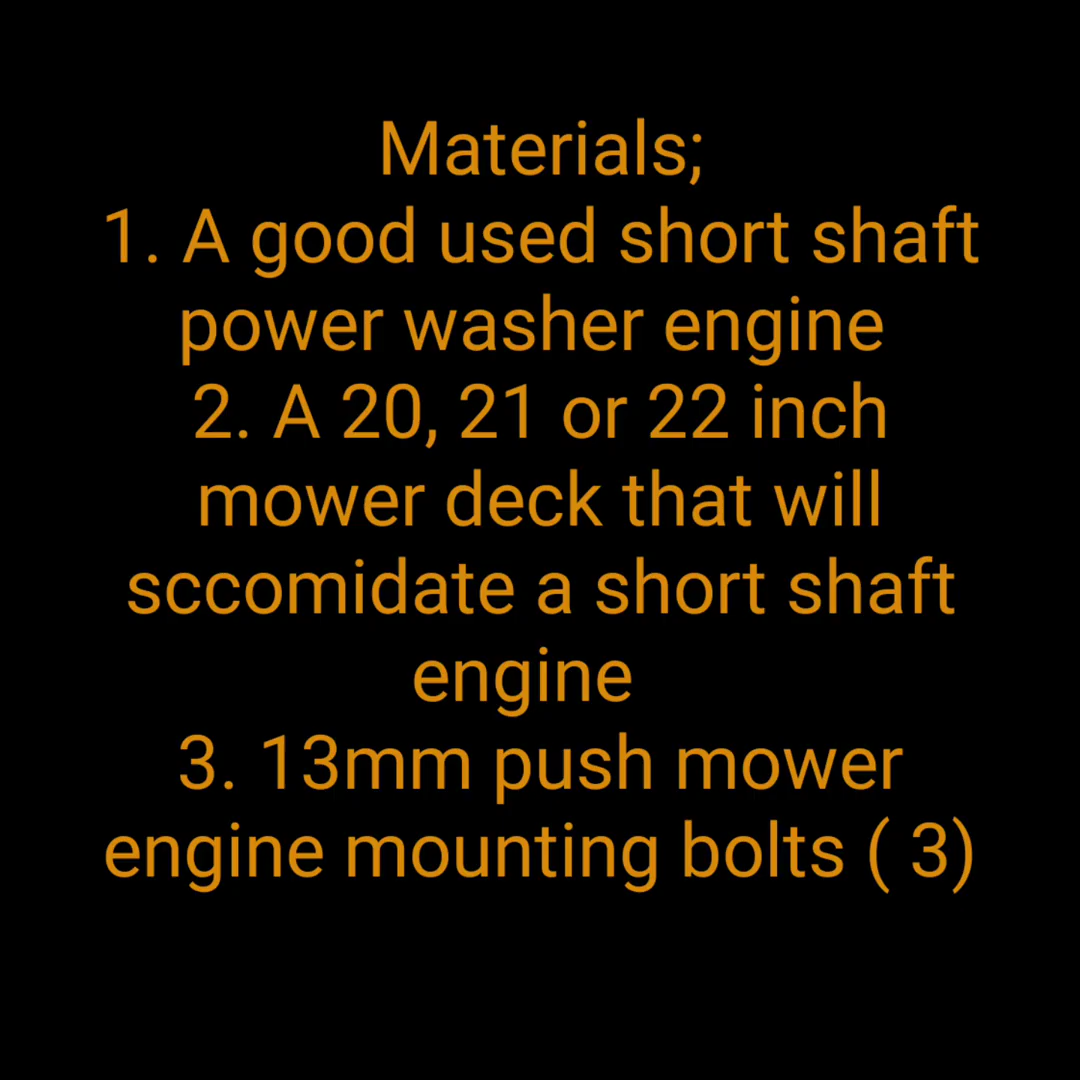 Materials;
1. A good used short shaft
power washer engine
2. A 20, 21 or 22 inch
mower deck that will
sccomidate a short shaft
engine
3. 13mm push mower
engine mounting bolts ( 3)